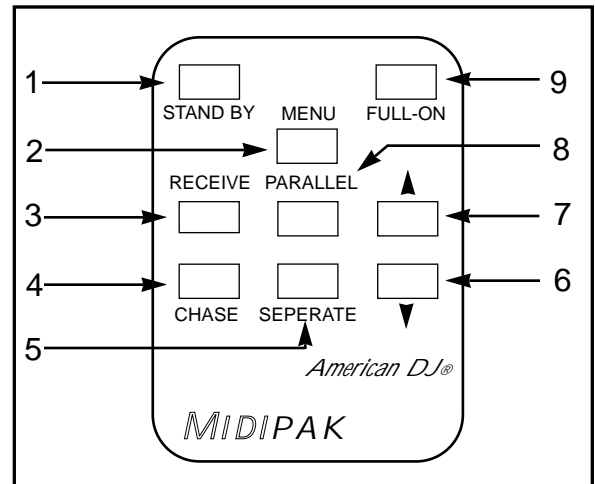 1
STAND BY
9
FULL-ON
MENU
2
8
RECEIVE
PARALLEL
3
7
4
CHASE
SEPERATE
6
5
American DJ®
MIDIPAK